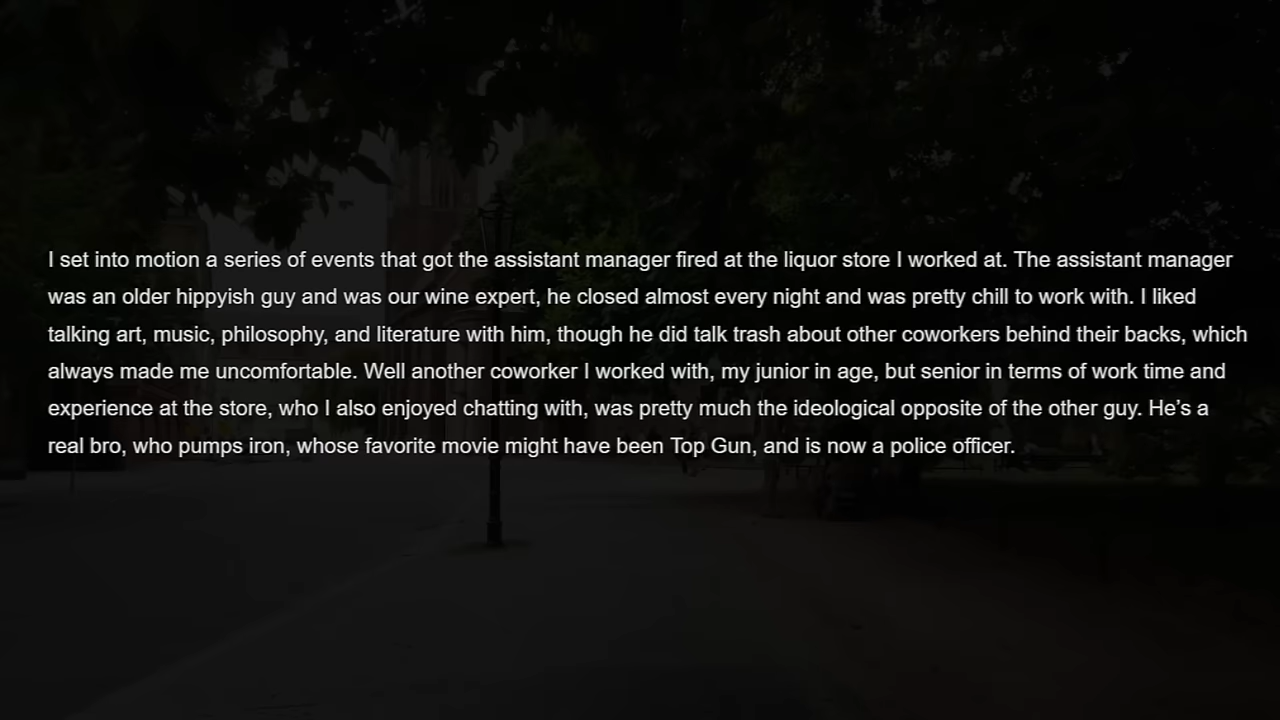 I set into motion a series of events that got the assistant manager fired at the liquor store I worked at. The assistant manager
was an older hippyish guy and was our wine expert, he closed almost every night and was pretty chill to work with. I liked
talking art, music, philosophy, and literature with him, though he did talk trash about other coworkers behind their backs, which
always made me uncomfortable. Well another coworker I worked with, my junior in age, but senior in terms of work time and
experience at the store, who I also enjoyed chatting with, was pretty much the ideological opposite of the other guy. He’s a
real bro, who pumps iron, whose favorite movie might have been Top Gun, and is now a police officer.